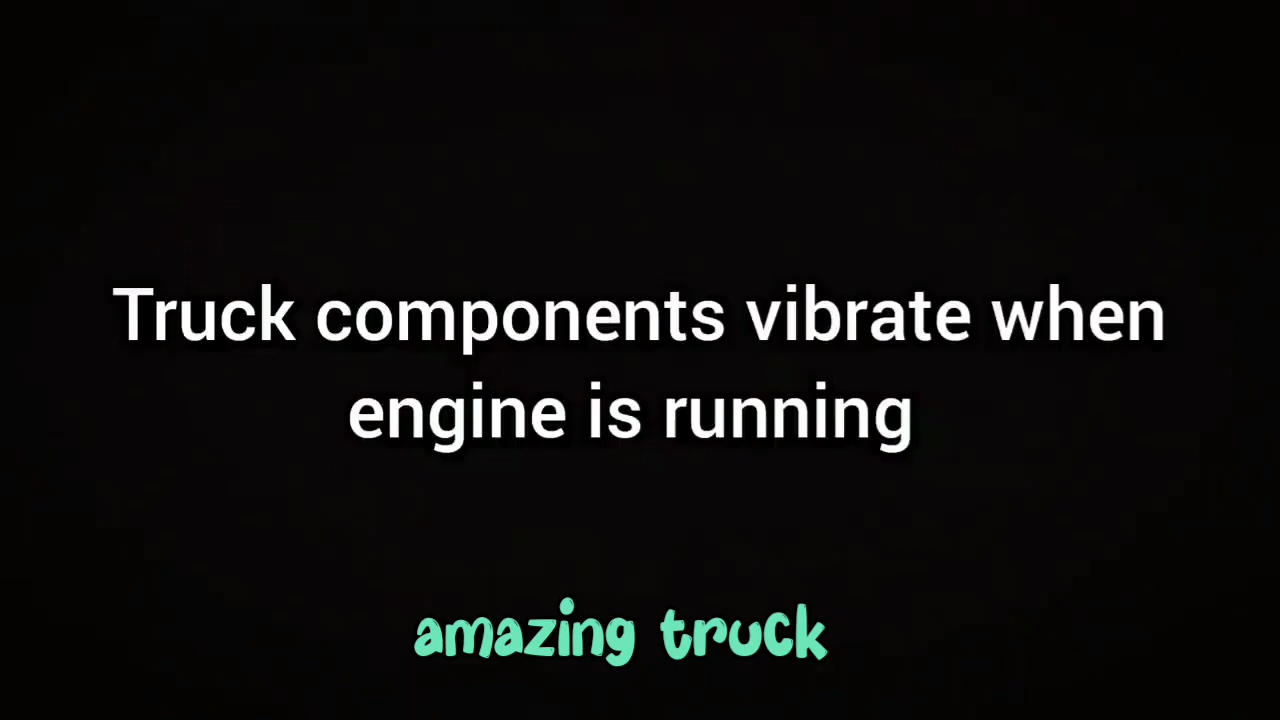 Truck components vibrate when
engine is running
amazing truck